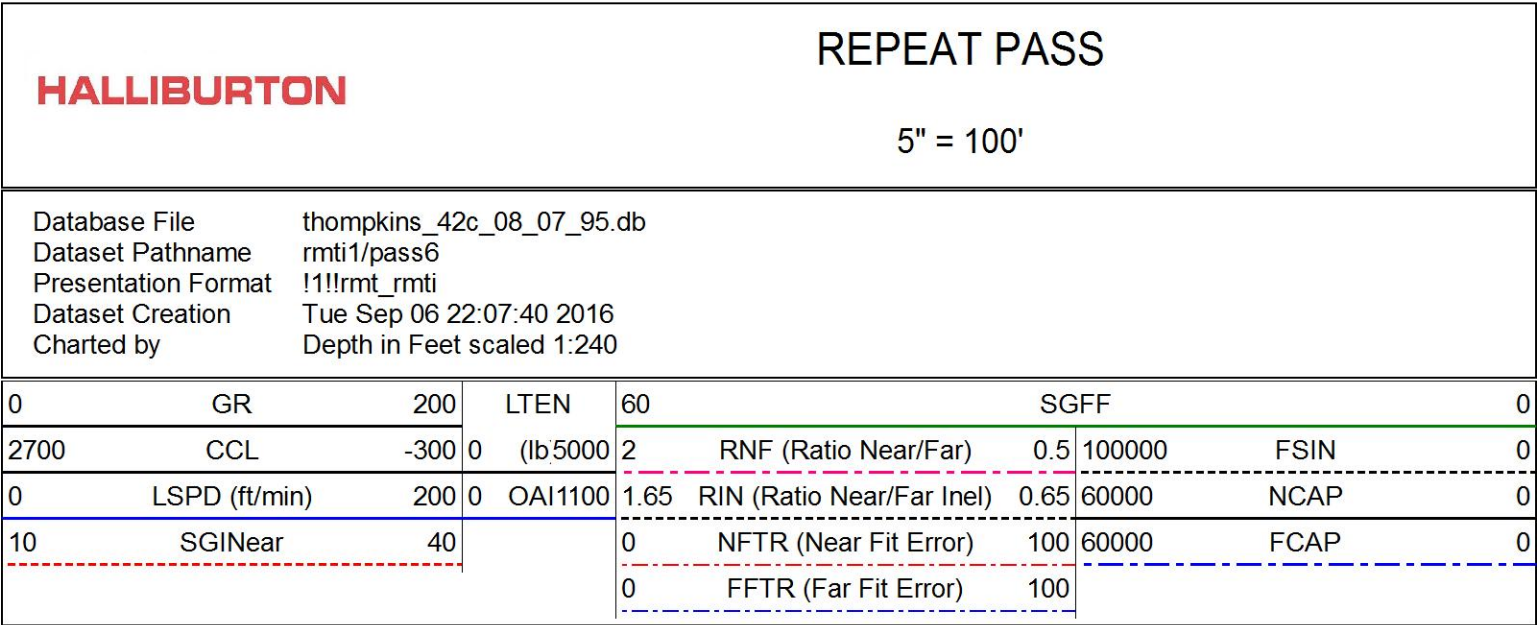 HALLIBURTON
REPEAT PASS
5" = 100'
Database File thompkins_42c_08_07_95.db
Dataset Pathname rmti1/pass6
Presentation Format !1!!rmt_rmti
Dataset Creation Tue Sep 06 22:07:40 2016
Charted by Depth in Feet scaled 1:240
0 GR 200 LTEN 60 SGFF 0
2700 CCL -300 0 (lb)5000 2 RNF (Ratio Near/Far) 0.5 100000 FSIN 0
0 LSPD (ft/min) 200 0 OAI1100 1.65 RIN (Ratio Near/Far Inel) 0.65 60000 NCAP 0
10 SGINear 40 0 NFTR (Near Fit Error) 100 60000 FCAP 0
0 FFTR (Far Fit Error) 100